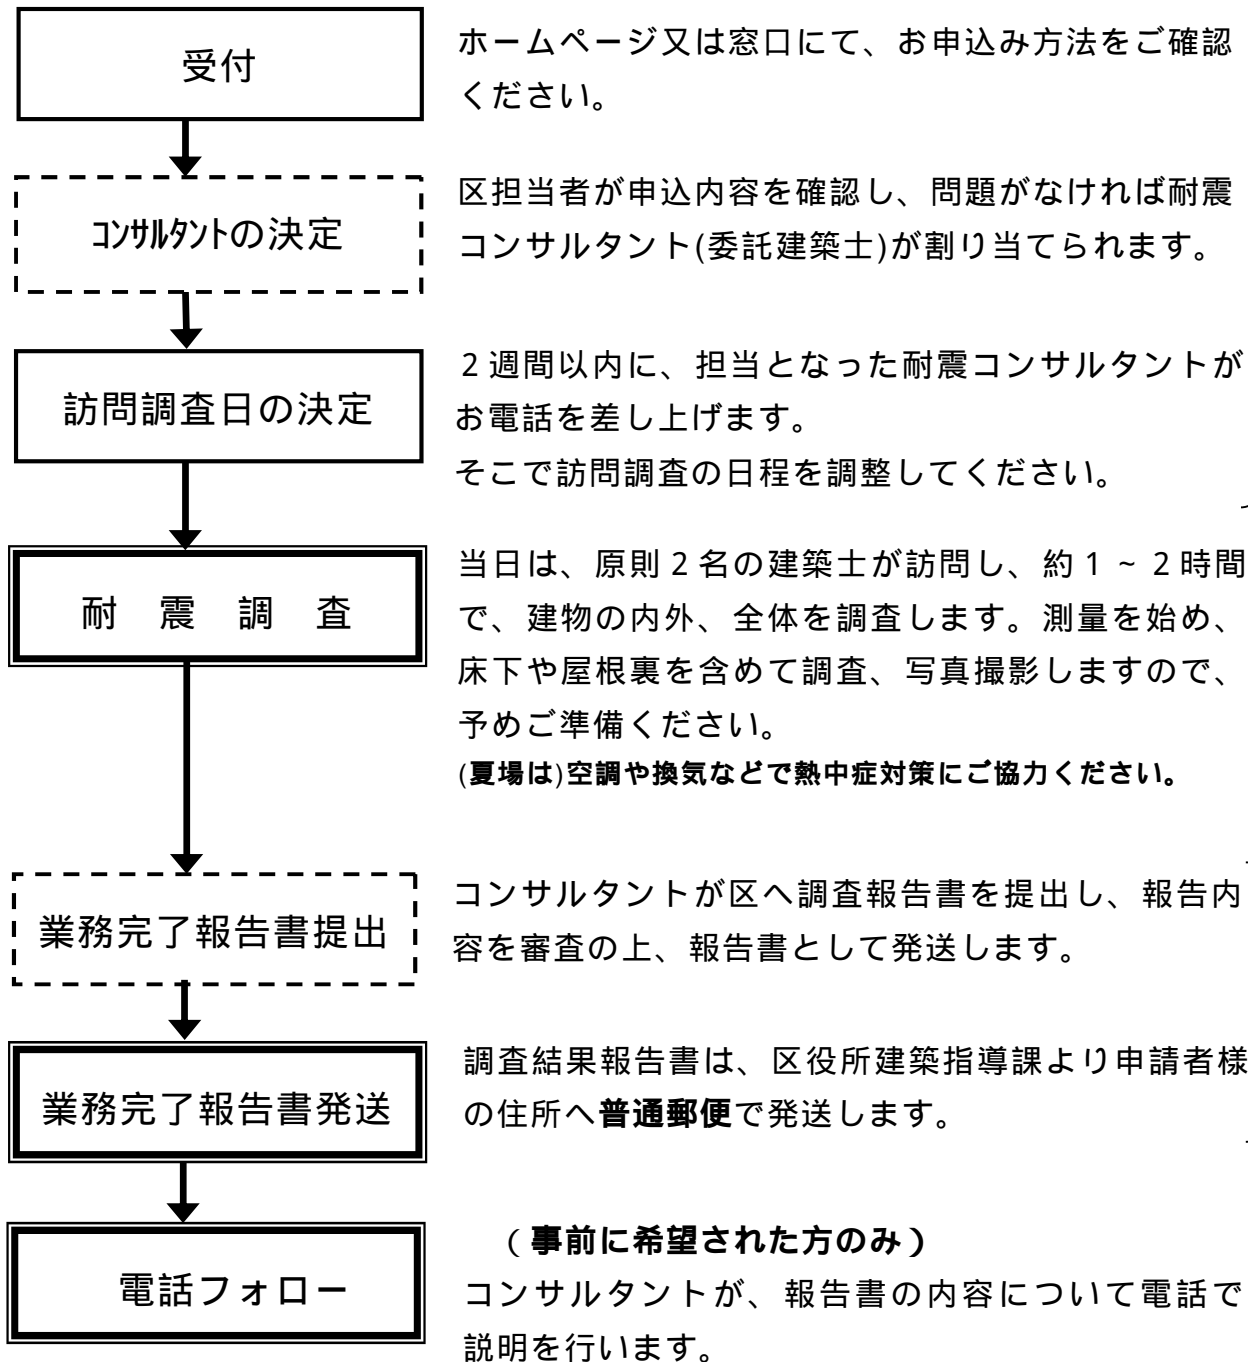 受付
ホームページ又は窓口にて、お申込み方法をご確認
ください。
コンサルタントの決定
区担当者が申込内容を確認し、問題がなければ耐震
コンサルタント(委託建築士)が割り当てられます。
訪問調査日の決定
２週間以内に、担当となった耐震コンサルタントが
お電話を差し上げます。
そこで訪問調査の日程を調整してください。
耐　震　調　査
当日は、原則２名の建築士が訪問し、約１~２時間
で、建物の内外、全体を調査します。測量を始め、
床下や屋根裏を含めて調査、写真撮影しますので、
予めご準備ください。
(夏場は)空調や換気などで熱中症対策にご協力ください。
業務完了報告書提出
コンサルタントが区へ調査報告書を提出し、報告内
容を審査の上、報告書として発送します。
業務完了報告書発送
調査結果報告書は、区役所建築指導課より申請者様
の住所へ普通郵便で発送します。
電話フォロー
（事前に希望された方のみ）
コンサルタントが、報告書の内容について電話で
説明を行います。